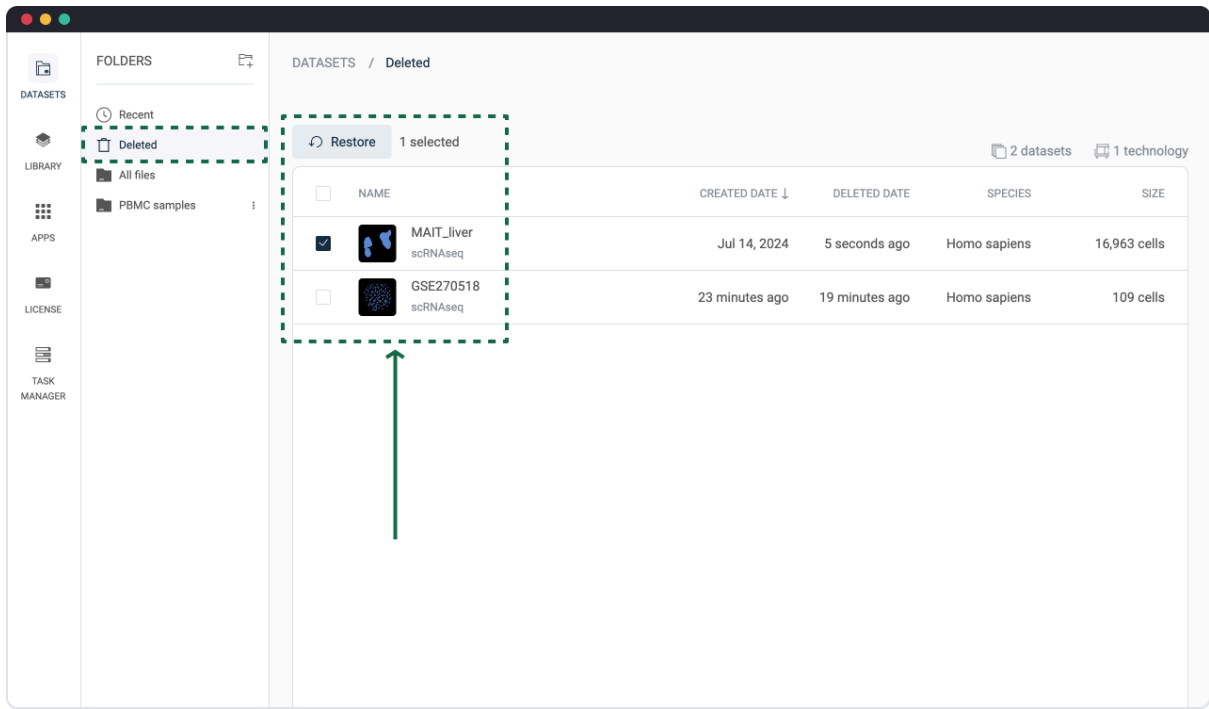 DATASETS
LIBRARY
APPS
LICENSE
TASK
MANAGER
FOLDERS
Recent
Deleted
All files
PBMC samples
DATASETS / Deleted
Restore 1 selected
2 datasets 1 technology
NAME CREATED DATE ↓ DELETED DATE SPECIES SIZE
MAIT_liver Jul 14, 2024 5 seconds ago Homo sapiens 16,963 cells
scRNAseq
GSE270518 23 minutes ago 19 minutes ago Homo sapiens 109 cells
scRNAseq